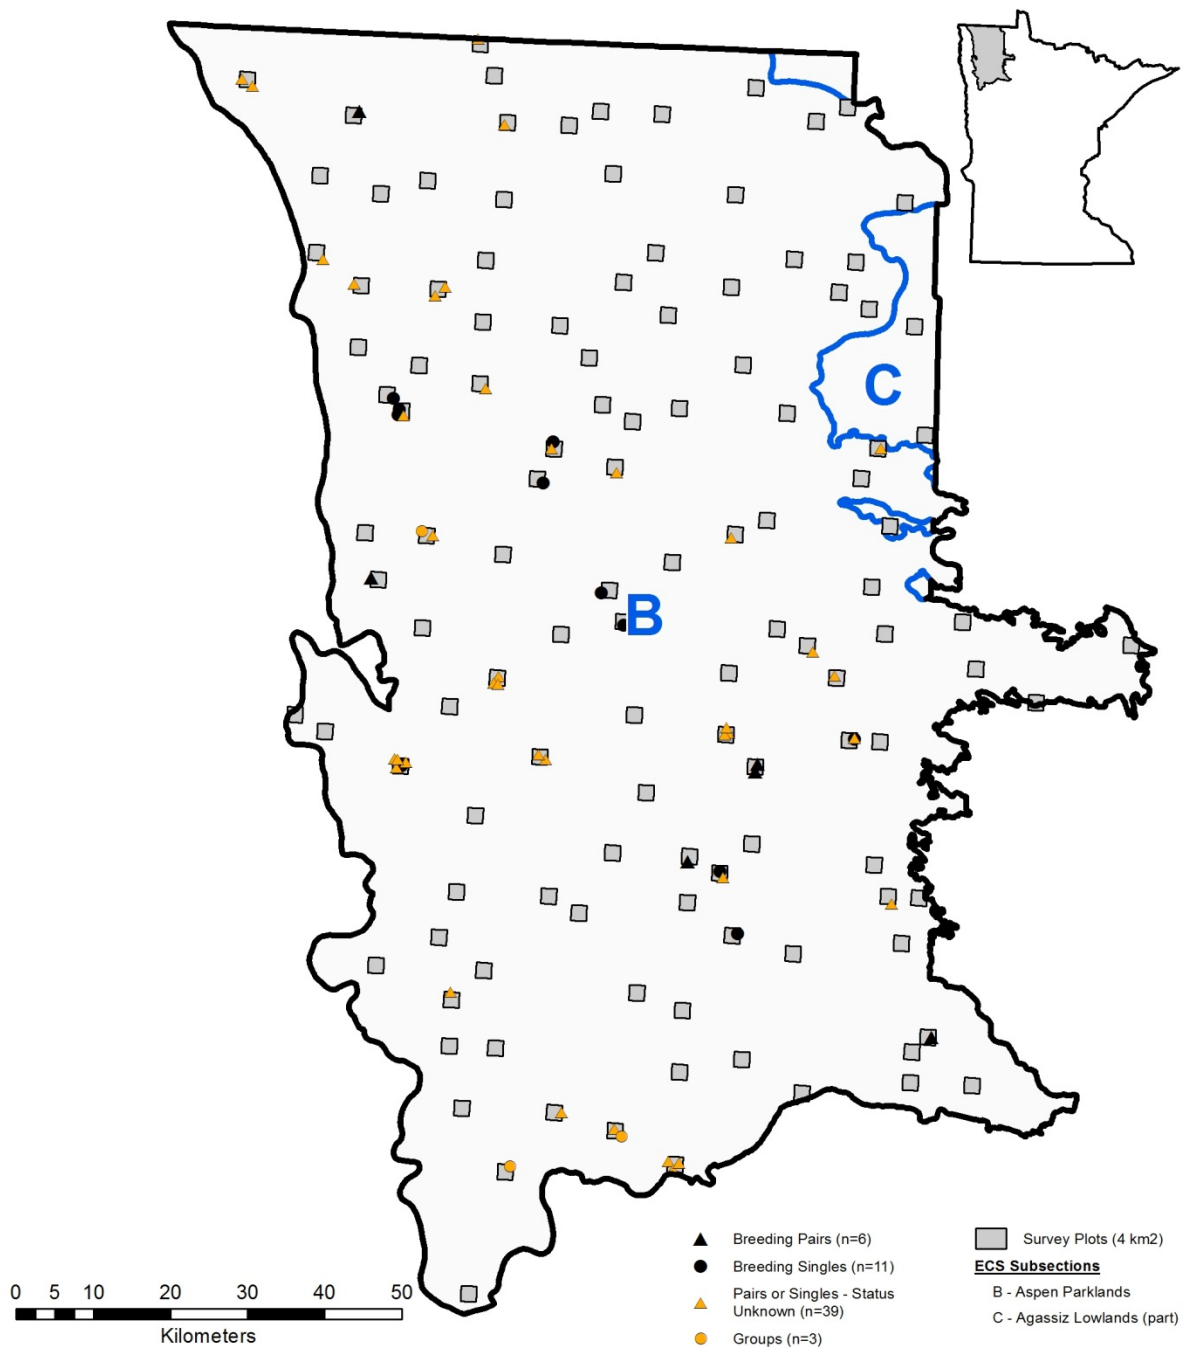 C
B
Breeding Pairs (n=6)
Breeding Singles (n=11)
Pairs or Singles - Status
Unknown (n=39)
Groups (n=3)
Survey Plots (4 km2)
ECS Subsections
B - Aspen Parklands
C - Agassiz Lowlands (part)
0 5 10 20 30 40 50
Kilometers